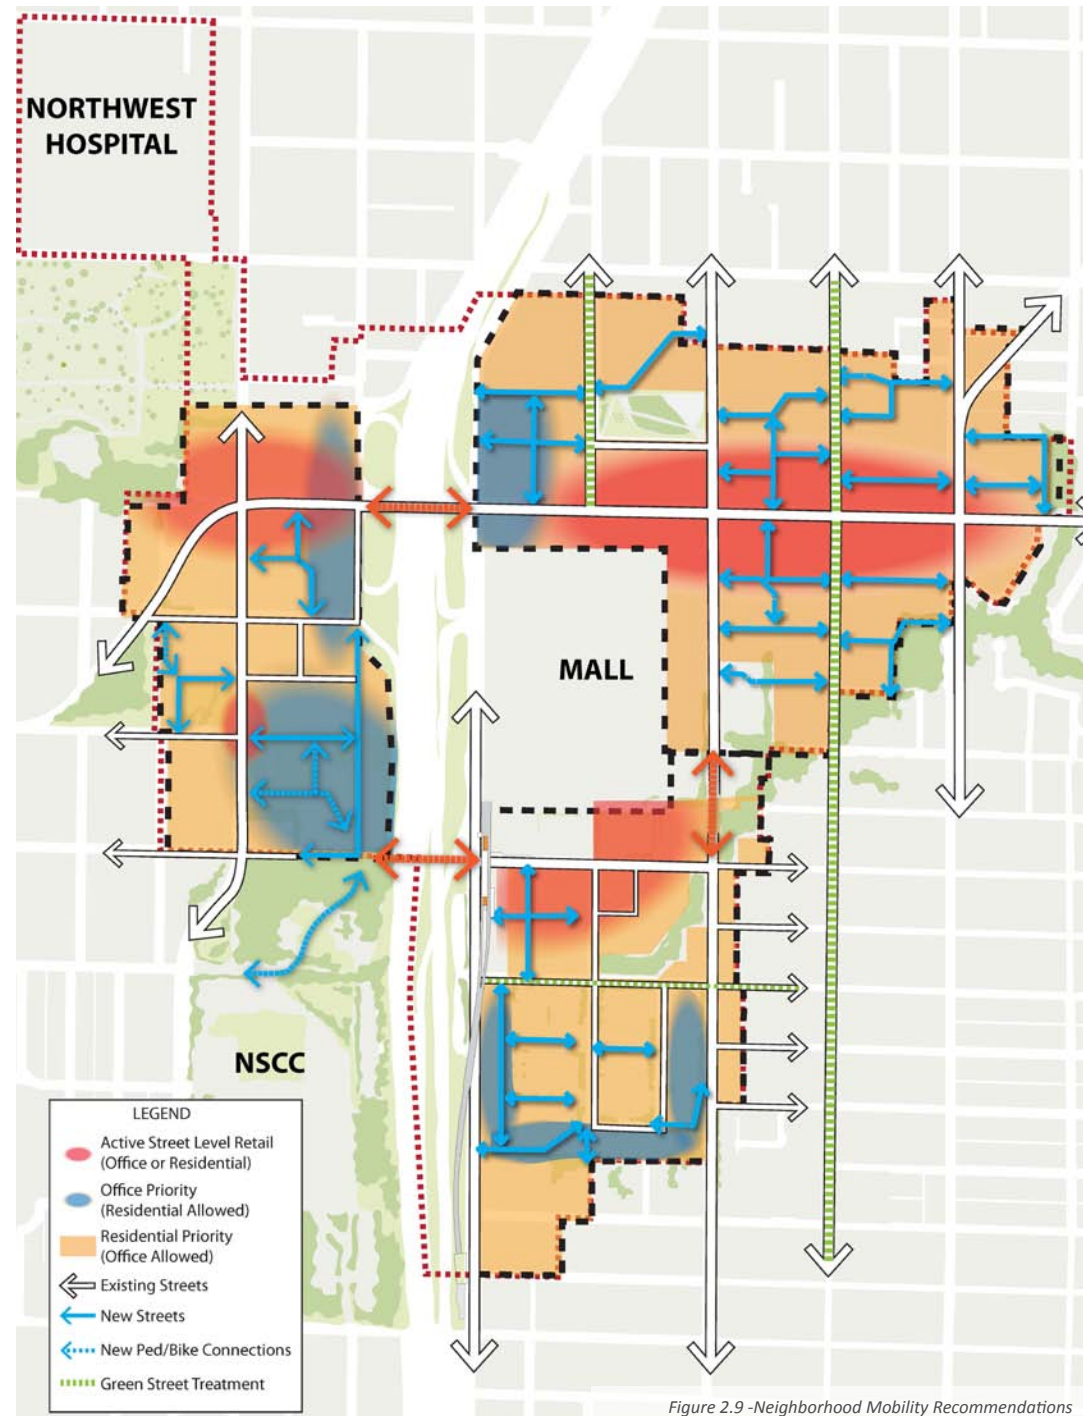 NORTHWEST
HOSPITAL
MALL
NSCC
LEGEND
Active Street Level Retail
(Office or Residential)
Office Priority
(Residential Allowed)
Residential Priority
(Office Allowed)
Existing Streets
New Streets
New Ped/Bike Connections
Green Street Treatment
Figure 2.9 -Neighborhood Mobility Recommendations